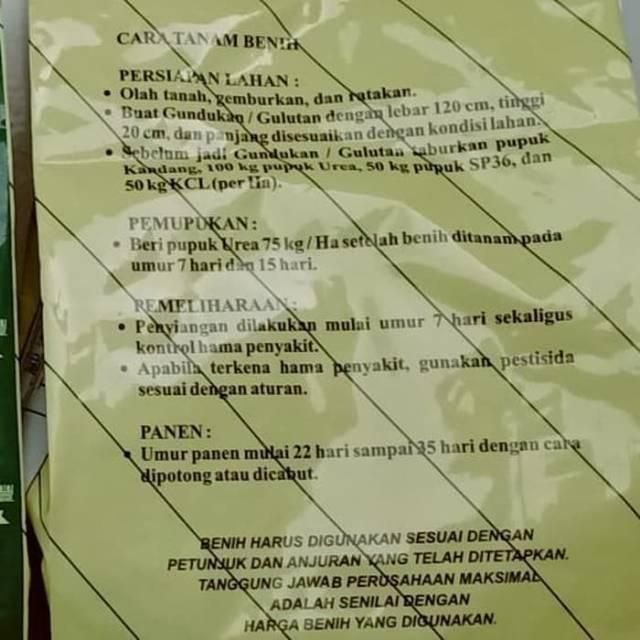 CARA TANAM BENIH
PERSIAPAN LAHAN :
• Olah tanah, gemburkan, dan ratakan.
• Buat Gundukan / Gulutan dengan lebar 120 cm, tinggi
20 cm, dan panjang disesuaikan dengan kondisi lahan.
• Sebelum jadi Gundukan / Gulutan taburkan pupuk
Kandang, 100 kg pupuk Urea, 50 kg pupuk SP36, dan
50 kg KCL (per Ha).
PEMUPUKAN :
• Beri pupuk Urea 75 kg / Ha setelah benih ditanam pada
umur 7 hari dan 15 hari.
PEMELIHARAAN :
• Penyiangan dilakukan mulai umur 7 hari sekaligus
kontrol hama penyakit.
• Apabila terkena hama penyakit, gunakan pestisida
sesuai dengan aturan.
PANEN :
• Umur panen mulai 22 hari sampai 35 hari dengan cara
dipotong atau dicabut.
BENIH HARUS DIGUNAKAN SESUAI DENGAN
PETUNJUK DAN ANJURAN YANG TELAH DITETAPKAN.
TANGGUNG JAWAB PERUSAHAAN MAKSIMAL
ADALAH SENILAI DENGAN
HARGA BENIH YANG DIGUNAKAN.